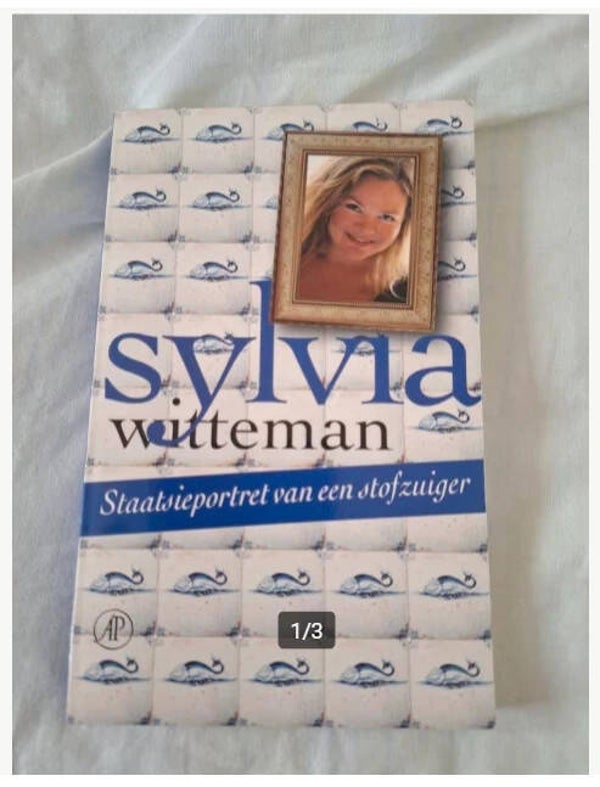 sylvia
witteman
Staatsieportret van een stofzuiger
AP
1/3